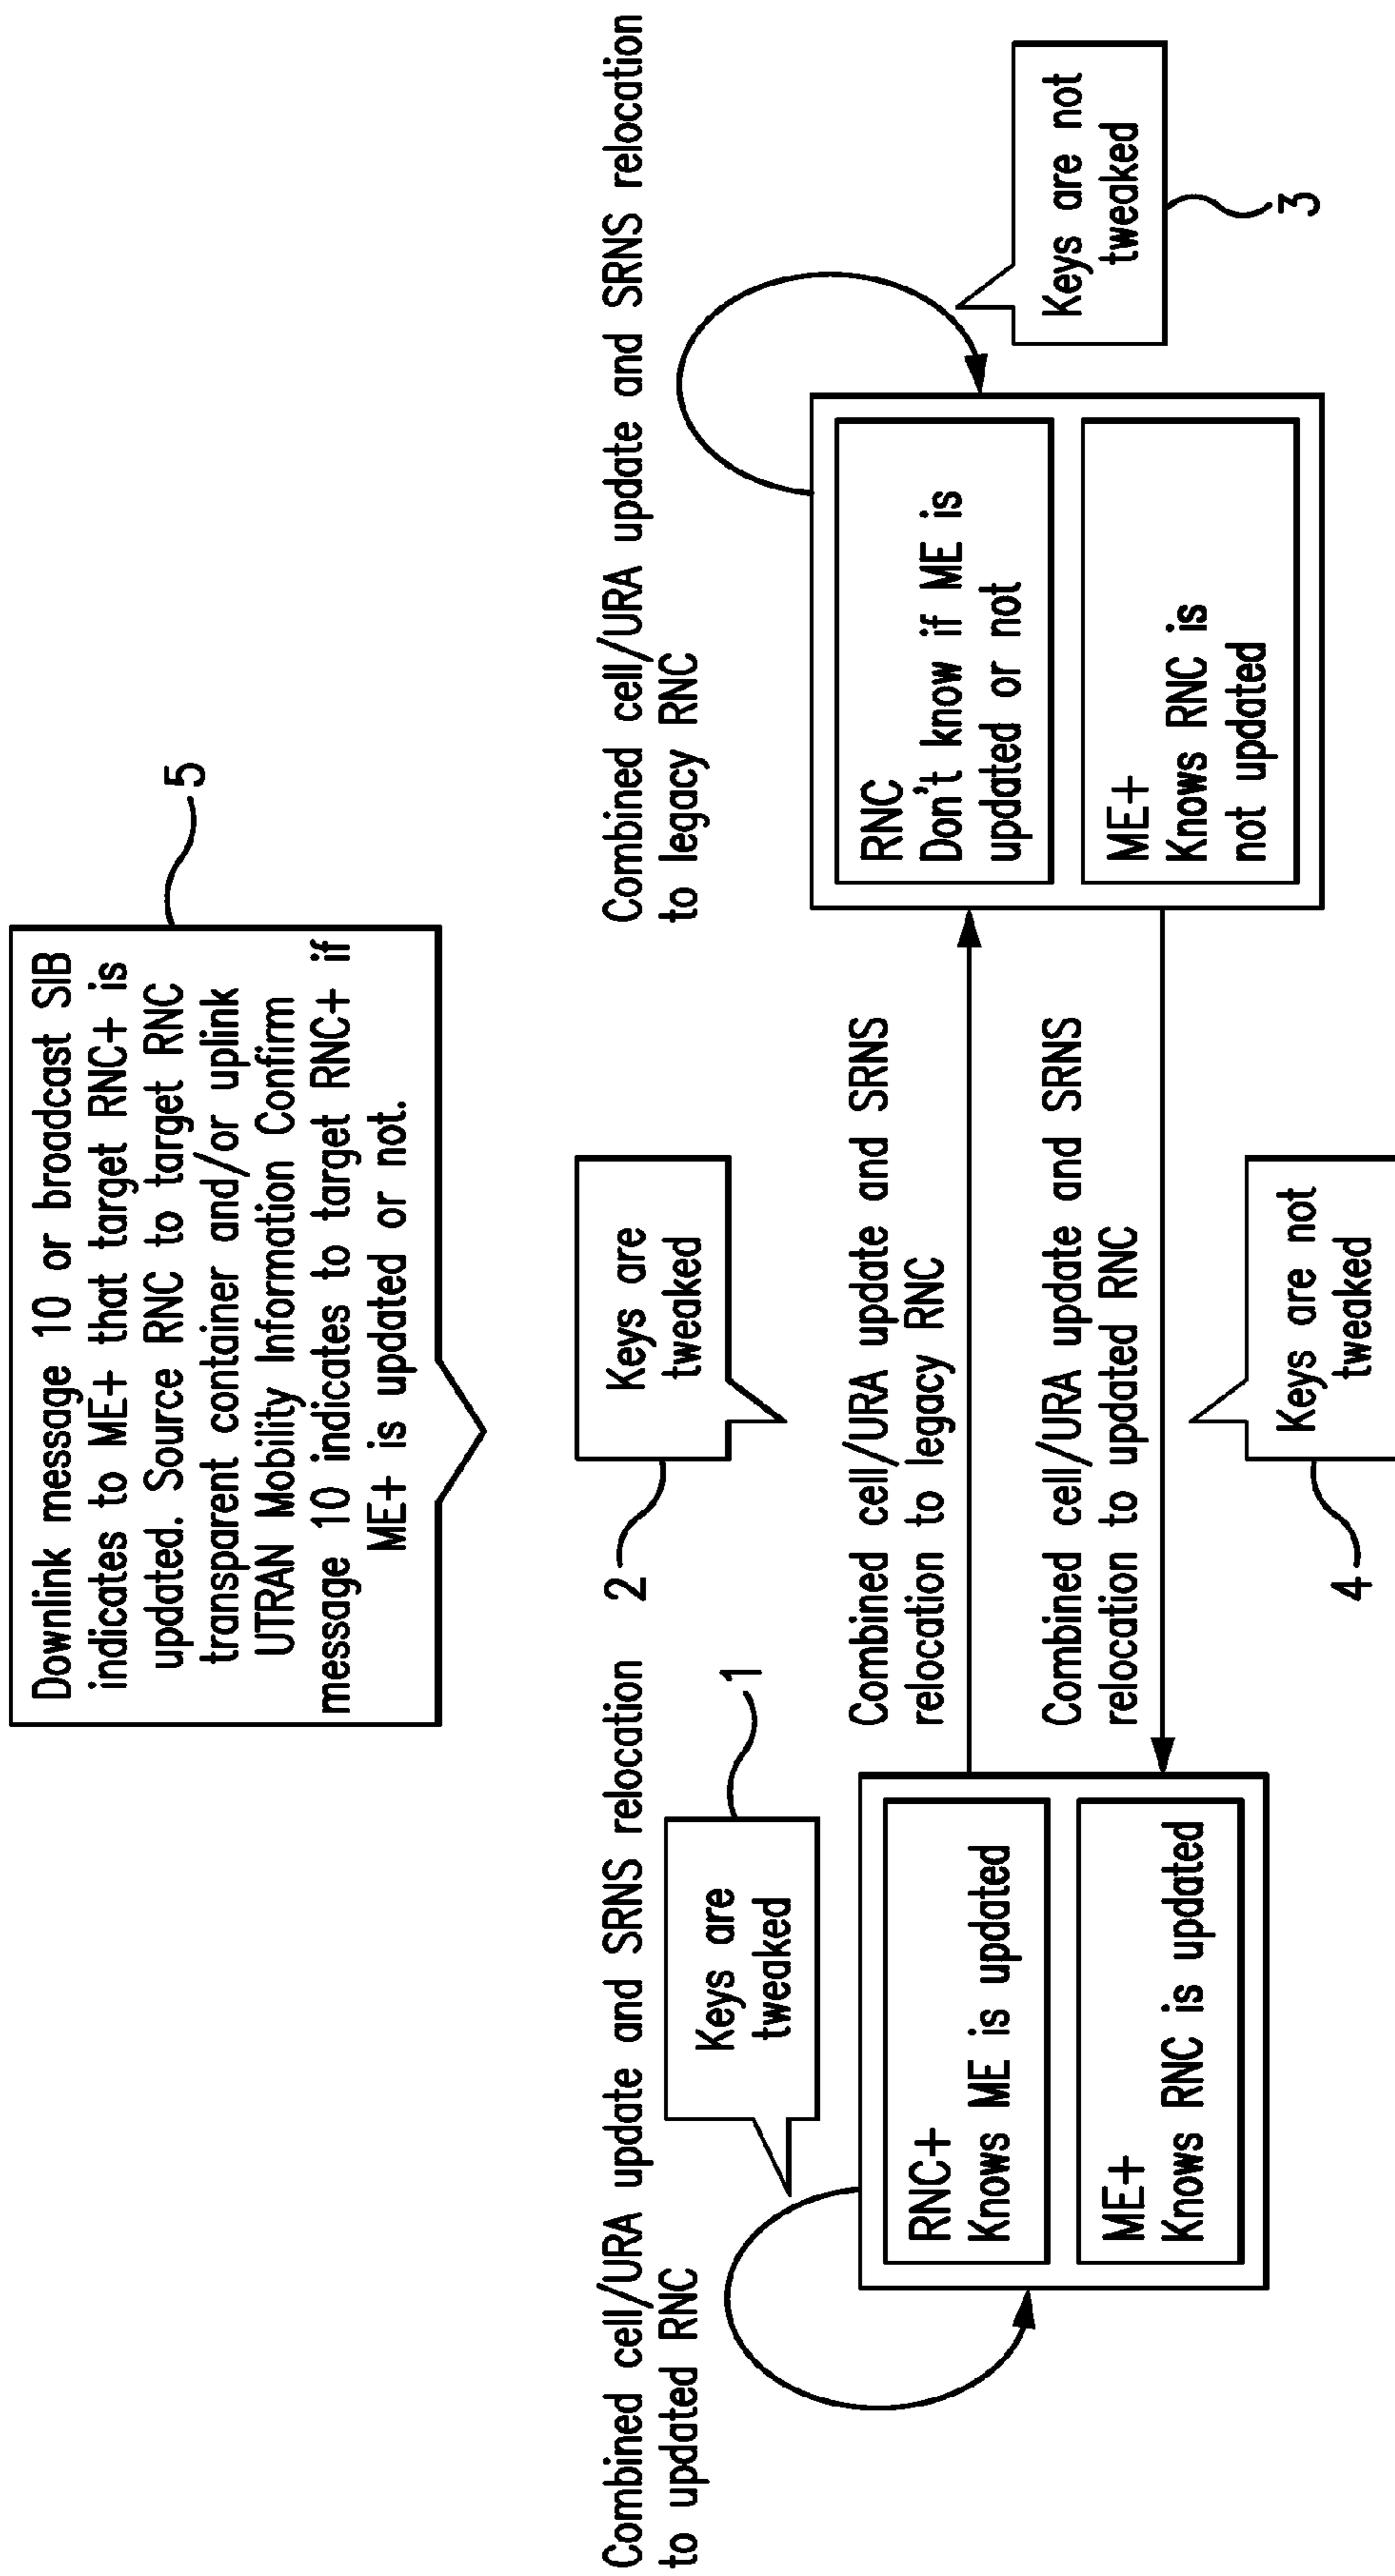 Downlink message 10 or broadcast SIB
indicates to ME+ that target RNC+ is
updated. Source RNC to target RNC
transparent container and/or uplink
UTRAN Mobility Information Confirm
message 10 indicates to target RNC+ if
ME+ is updated or not.
5
Combined cell/URA update and SRNS relocation
to updated RNC
Keys are
tweaked
1
RNC+
Knows ME is updated
ME+
Knows RNC is updated
Keys are
tweaked
2
Combined cell/URA update and SRNS
relocation to legacy RNC
Combined cell/URA update and SRNS
relocation to updated RNC
Keys are not
tweaked
4
Combined cell/URA update and SRNS relocation
to legacy RNC
RNC
Don't know if ME is
updated or not
ME+
Knows RNC is
not updated
Keys are not
tweaked
3